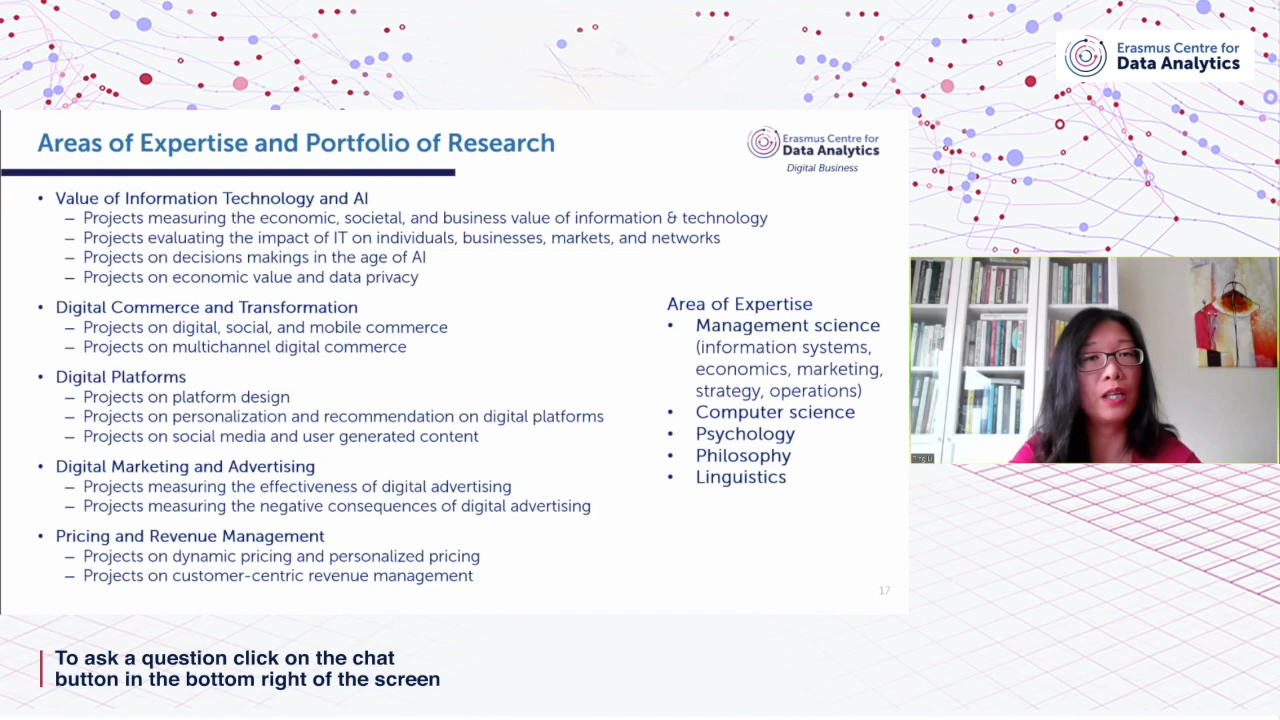 Erasmus Centre for
Data Analytics
Areas of Expertise and Portfolio of Research
Erasmus Centre for
Data Analytics
Digital Business
• Value of Information Technology and AI
– Projects measuring the economic, societal, and business value of information & technology
– Projects evaluating the impact of IT on individuals, businesses, markets, and networks
– Projects on decisions makings in the age of AI
– Projects on economic value and data privacy
• Digital Commerce and Transformation
– Projects on digital, social, and mobile commerce
– Projects on multichannel digital commerce
• Digital Platforms
– Projects on platform design
– Projects on personalization and recommendation on digital platforms
– Projects on social media and user generated content
• Digital Marketing and Advertising
– Projects measuring the effectiveness of digital advertising
– Projects measuring the negative consequences of digital advertising
• Pricing and Revenue Management
– Projects on dynamic pricing and personalized pricing
– Projects on customer-centric revenue management
Area of Expertise
• Management science
(information systems,
economics, marketing,
strategy, operations)
• Computer science
• Psychology
• Philosophy
• Linguistics
17
To ask a question click on the chat
button in the bottom right of the screen